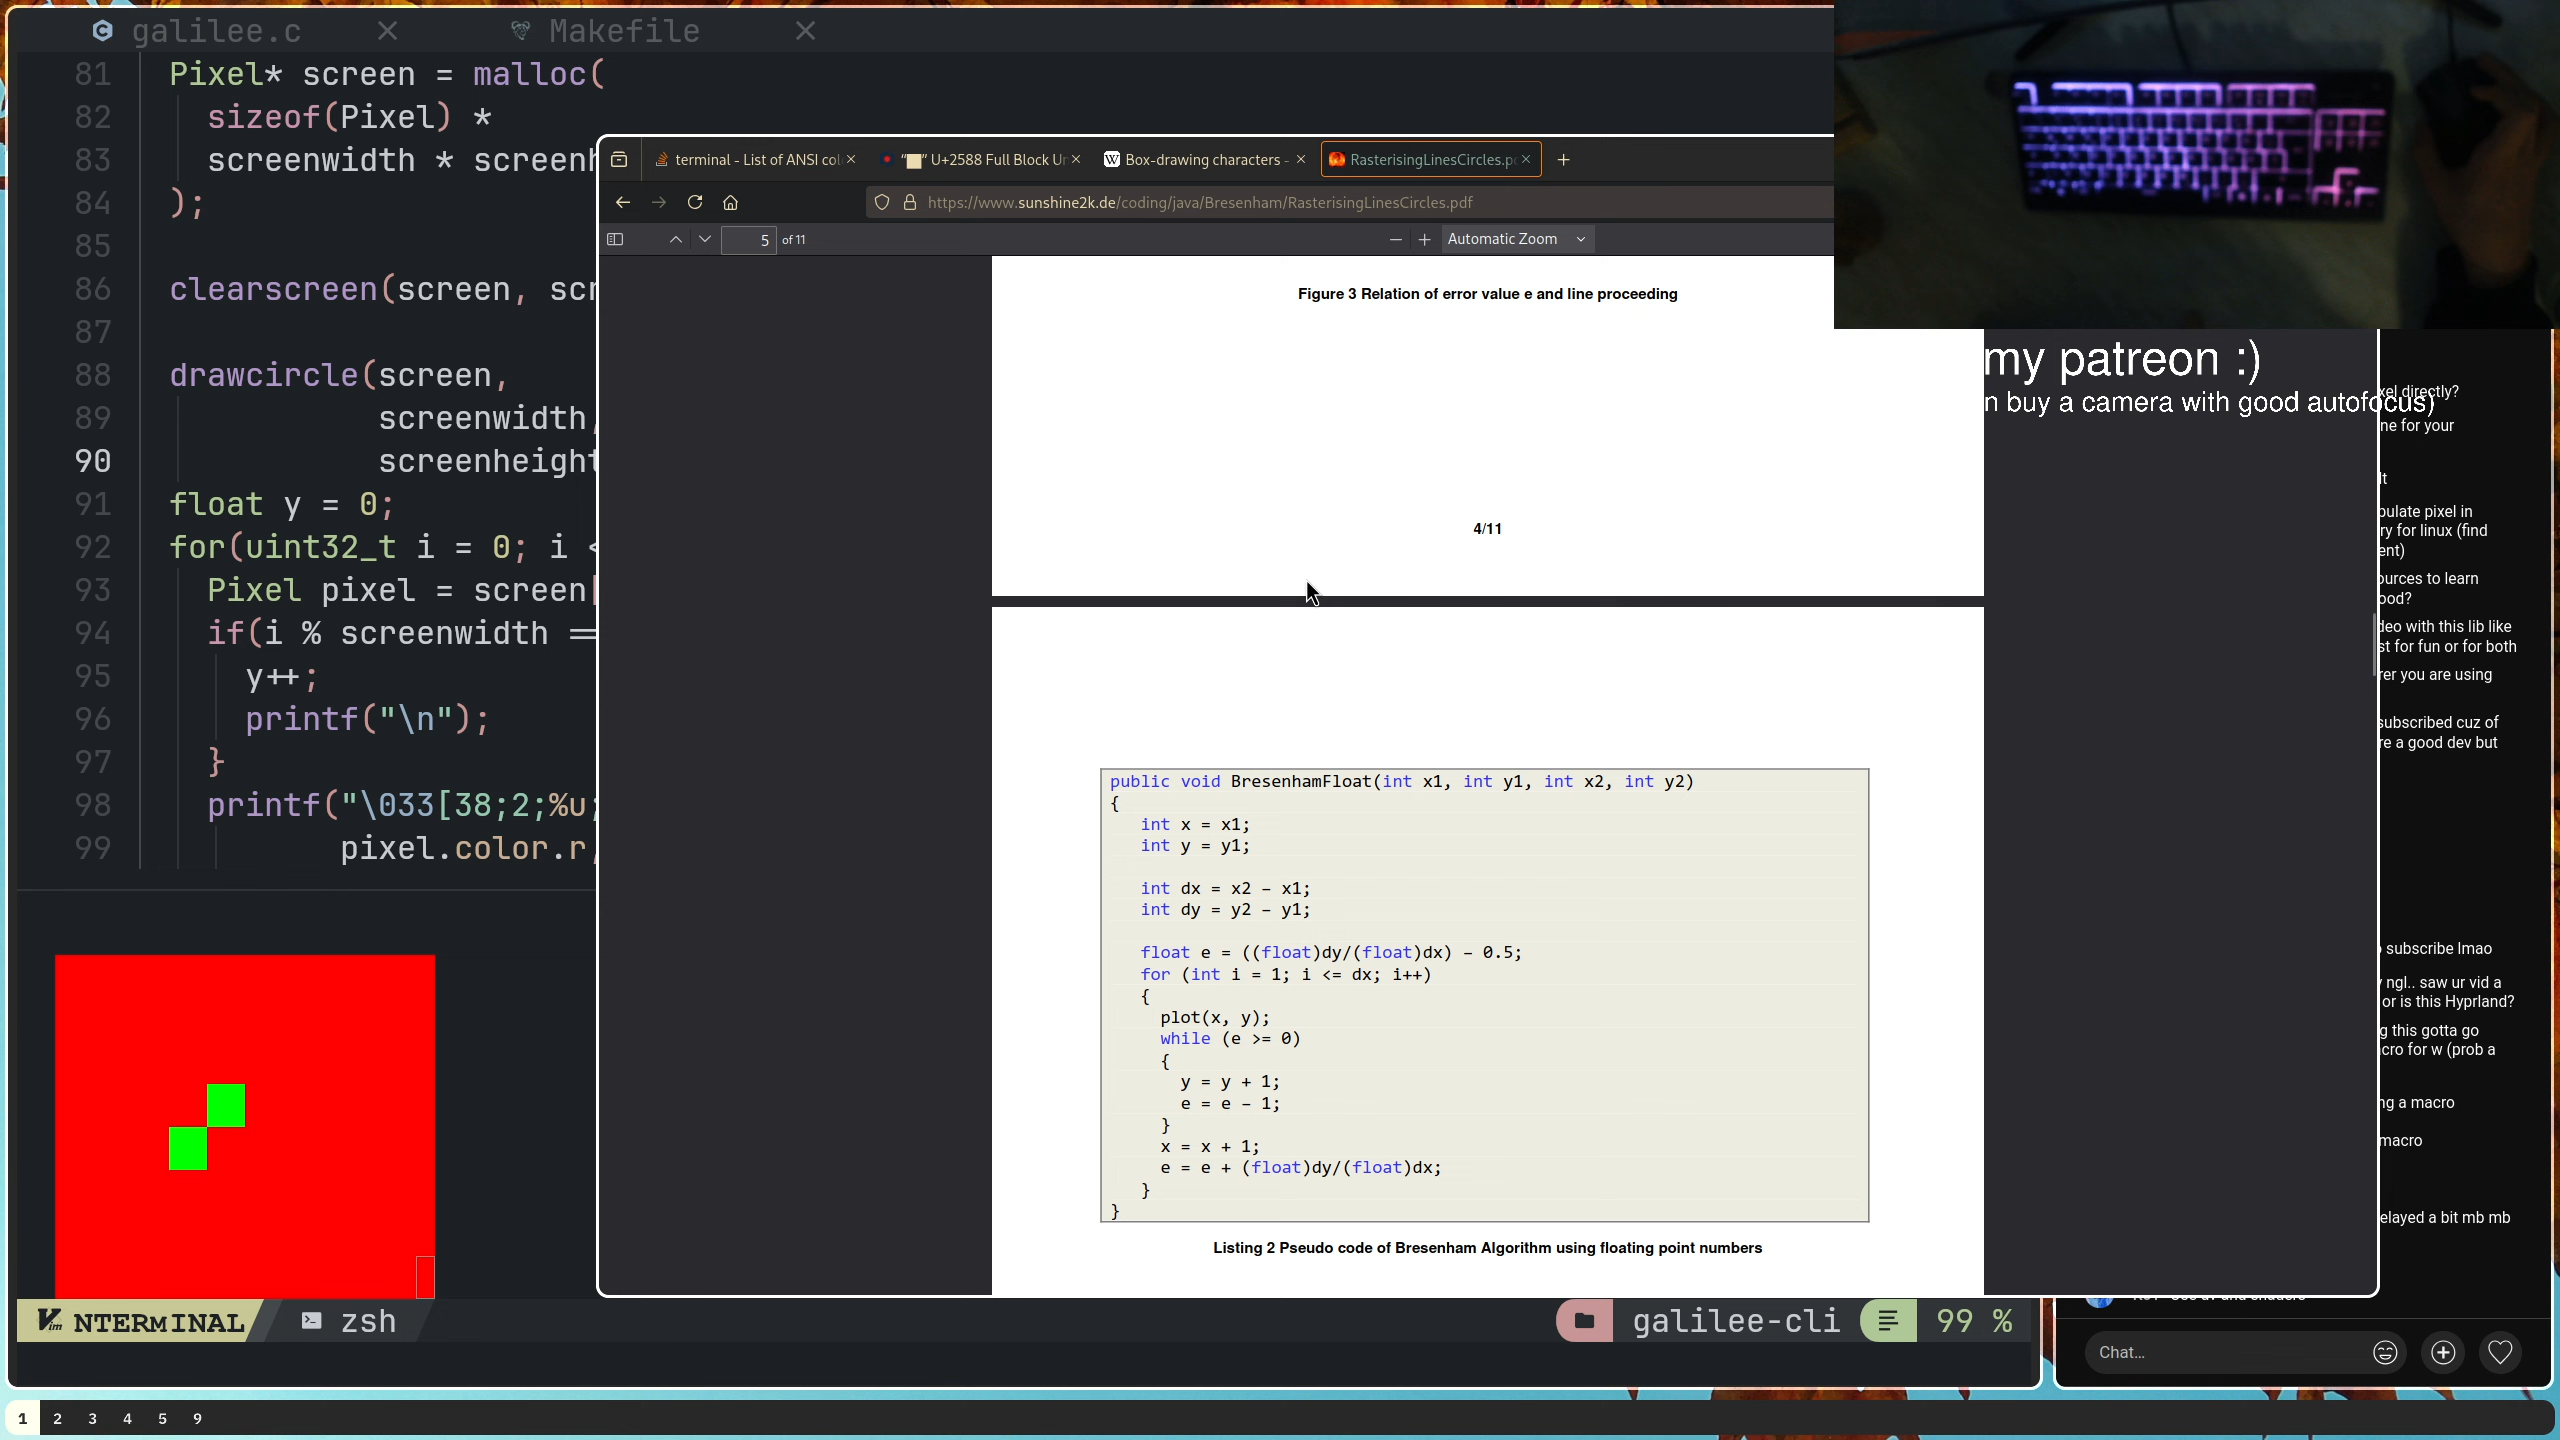 galilee.c
Makefile
81 Pixel* screen = malloc(
82 sizeof(Pixel) *
83 screenwidth * screenh
84 );
85
86 clearscreen(screen, scr
87
88 drawcircle(screen,
89 screenwidth,
90 screenheight
91 float y = 0;
92 for(uint32_t i = 0; i <
93 Pixel pixel = screen[
94 if(i % screenwidth ==
95 y++;
96 printf("\n");
97 }
98 printf("\033[38;2;%u;
99 pixel.color.r,
NTERMINAL
zsh
galilee-cli
99 %
1 2 3 4 5 9
terminal - List of ANSI col
"█" U+2588 Full Block Un
Box-drawing characters -
RasterisingLinesCircles.pd
https://www.sunshine2k.de/coding/java/Bresenham/RasterisingLinesCircles.pdf
5 of 11
Automatic Zoom
Figure 3 Relation of error value e and line proceeding
4/11
public void BresenhamFloat(int x1, int y1, int x2, int y2)
{
int x = x1;
int y = y1;
int dx = x2 – x1;
int dy = y2 – y1;
float e = ((float)dy/(float)dx) – 0.5;
for (int i = 1; i <= dx; i++)
{
plot(x, y);
while (e >= 0)
{
y = y + 1;
e = e – 1;
}
x = x + 1;
e = e + (float)dy/(float)dx;
}
}
Listing 2 Pseudo code of Bresenham Algorithm using floating point numbers
my patreon :)
n buy a camera with good autofocus)
xel directly?
ne for your
lt
pulate pixel in
ry for linux (find
ent)
ources to learn
ood?
deo with this lib like
st for fun or for both
rer you are using
subscribed cuz of
re a good dev but
subscribe lmao
ngl.. saw ur vid a
or is this Hyprland?
g this gotta go
cro for w (prob a
ng a macro
macro
elayed a bit mb mb
Chat...